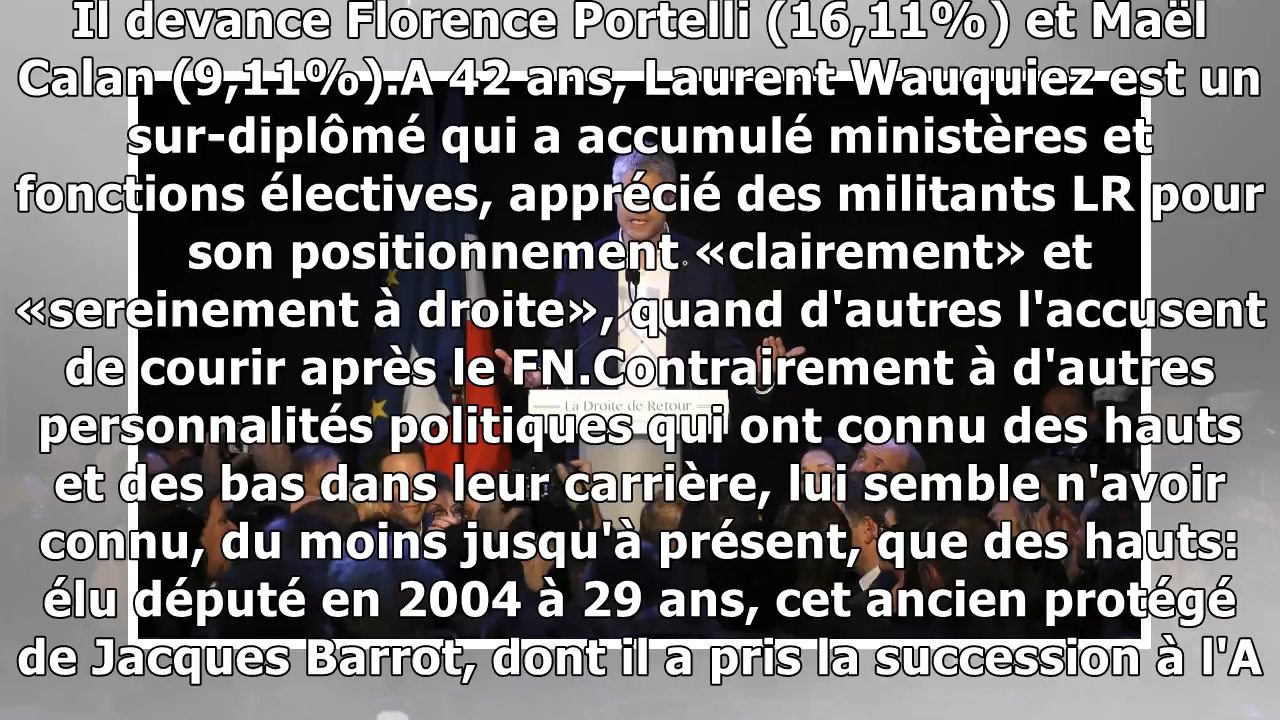 Il devance Florence Portelli (16,11%) et Maël
Calan (9,11%).A 42 ans, Laurent Wauquiez est un
sur-diplômé qui a accumulé ministères et
fonctions électives, apprécié des militants LR pour
son positionnement «clairement» et
«sereinement à droite», quand d'autres l'accusent
de courir après le FN.Contrairement à d'autres
La Droite de Retour
personnalités politiques qui ont connu des hauts
et des bas dans leur carrière, lui semble n'avoir
connu, du moins jusqu'à présent, que des hauts:
élu député en 2004 à 29 ans, cet ancien protégé
de Jacques Barrot, dont il a pris la succession à l'A